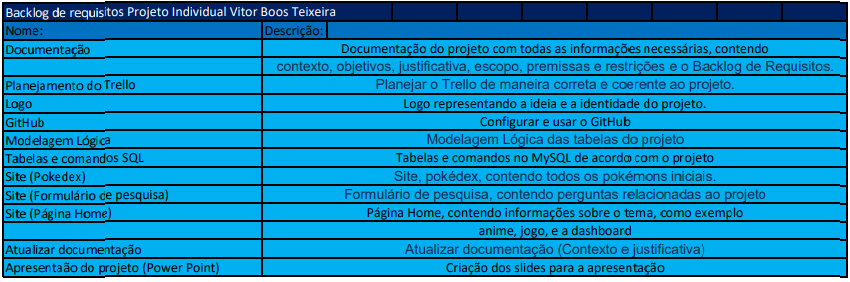 Backlog de requisitos Projeto Individual Vitor Boos Teixeira
Nome: Descrição:
Documentação Documentação do projeto com todas as informações necessárias, contendo
contexto, objetivos, justificativa, escopo, premissas e restrições e o Backlog de Requisitos.
Planejamento do Trello Planejar o Trello de maneira correta e coerente ao projeto.
Logo Logo representando a ideia e a identidade do projeto.
GitHub Configurar e usar o GitHub
Modelagem Lógica Modelagem Lógica das tabelas do projeto
Tabelas e comandos SQL Tabelas e comandos no MySQL de acordo com o projeto
Site (Pokedex) Site, pokédex, contendo todos os pokémons iniciais.
Site (Formulário de pesquisa) Formulário de pesquisa, contendo perguntas relacionadas ao projeto
Site (Página Home) Página Home, contendo informações sobre o tema, como exemplo
anime, jogo, e a dashboard
Atualizar documentação Atualizar documentação (Contexto e justificativa)
Apresentaão do projeto (Power Point) Criação dos slides para a apresentação